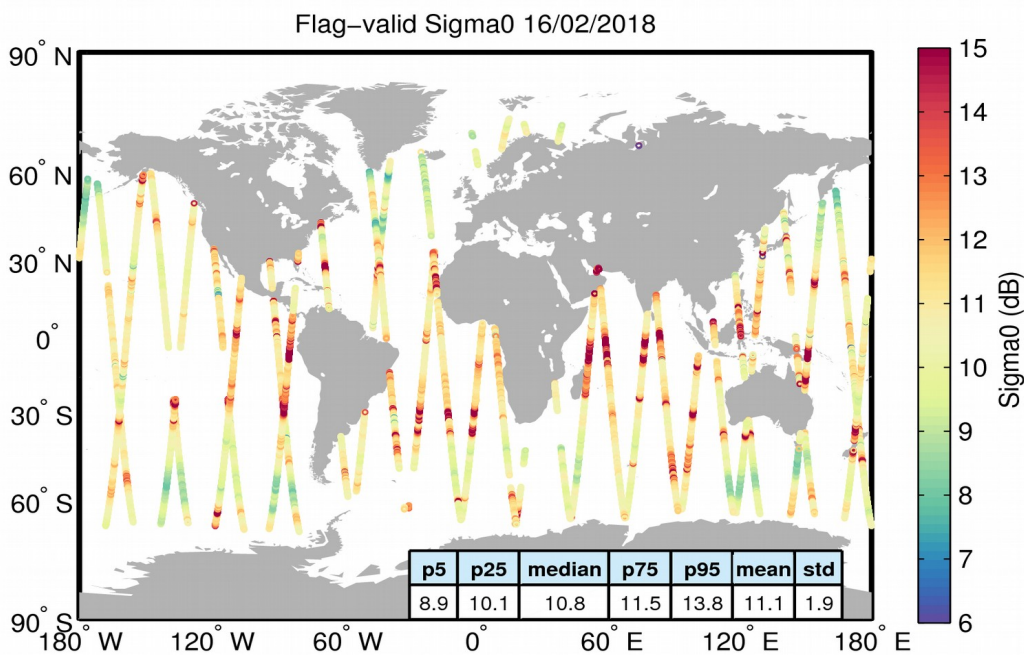 Flag-valid Sigma0 16/02/2018
90° N
60° N
30° N
0°
30° S
60° S
90° S
180° W
120° W
60° W
0°
60° E
120° E
180° E
p5 p25 median p75 p95 mean std
8.9 10.1 10.8 11.5 13.8 11.1 1.9
15
14
13
12
11
10
9
8
7
6
Sigma0 (dB)